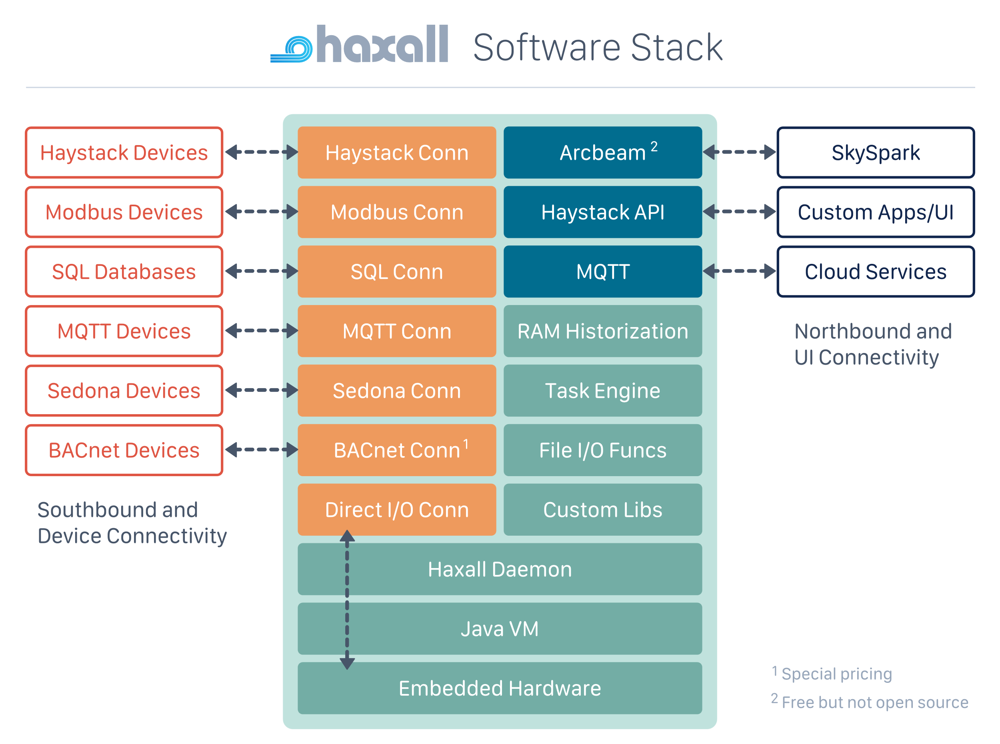 haxall Software Stack
Haystack Devices
Haystack Conn
Arcbeam 2
SkySpark
Mobus Devices
Modbus Conn
Haystack API
Custom Apps/UI
SQL Databases
SQL Conn
MQTT
Cloud Services
MQTT Devices
MQTT Conn
RAM Historization
Northbound and
UI Connectivity
Sedona Devices
Sedona Conn
Task Engine
BACnet Devices
BACnet Conn 1
File I/O Funcs
Southbound and
Device Connectivity
Direct I/O Conn
Custom Libs
Haxall Daemon
Java VM
Embedded Hardware
1 Special pricing
2 Free but not open source